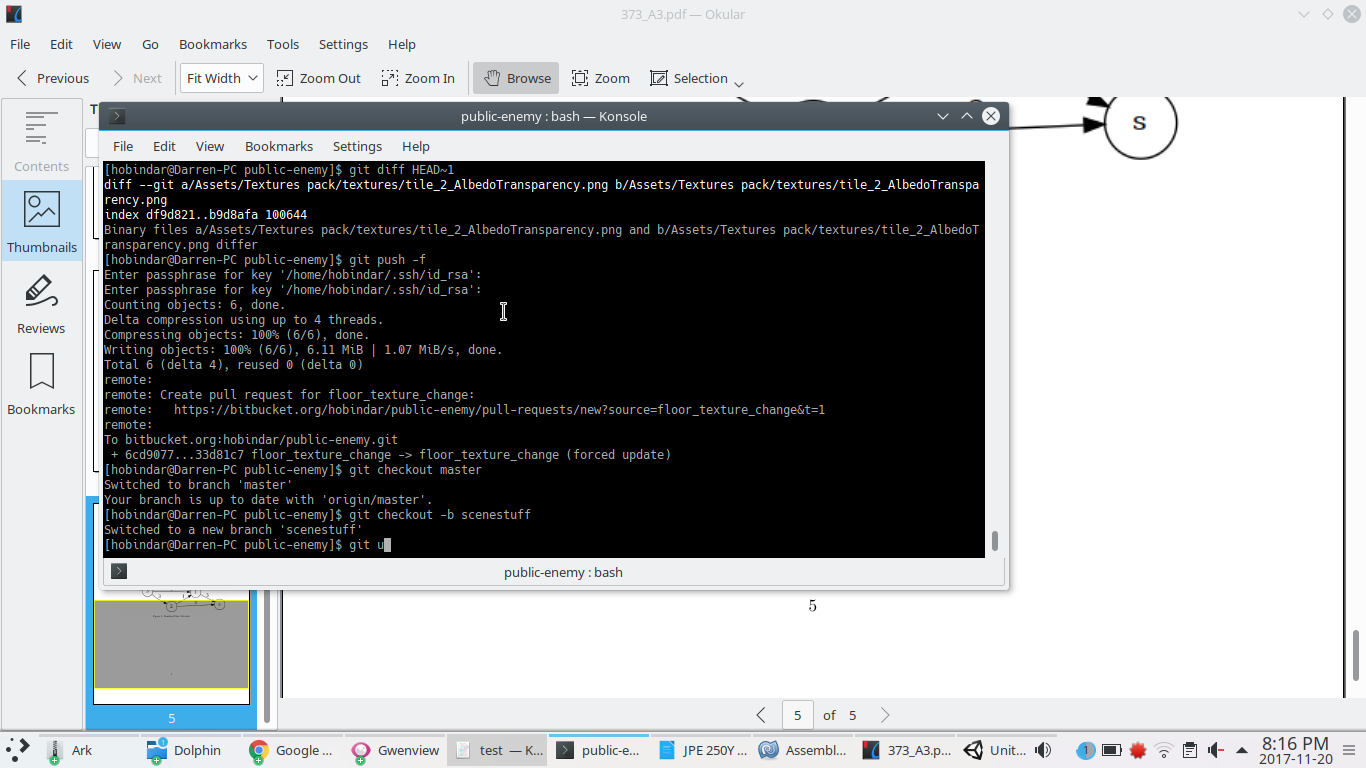 373_A3.pdf — Okular
File Edit View Go Bookmarks Tools Settings Help
Previous Next Fit Width Zoom Out Zoom In Browse Zoom Selection
Contents
Thumbnails
Reviews
Bookmarks
T
S
public-enemy : bash — Konsole
File Edit View Bookmarks Settings Help
[hobindar@Darren-PC public-enemy]$ git diff HEAD~1
diff --git a/Assets/Textures pack/textures/tile_2_AlbedoTransparency.png b/Assets/Textures pack/textures/tile_2_AlbedoTranspa
rency.png
index df9d821..b9d8afa 100644
Binary files a/Assets/Textures pack/textures/tile_2_AlbedoTransparency.png and b/Assets/Textures pack/textures/tile_2_AlbedoT
ransparency.png differ
[hobindar@Darren-PC public-enemy]$ git push -f
Enter passphrase for key '/home/hobindar/.ssh/id_rsa':
Enter passphrase for key '/home/hobindar/.ssh/id_rsa':
Counting objects: 6, done.
Delta compression using up to 4 threads.
Compressing objects: 100% (6/6), done.
Writing objects: 100% (6/6), 6.11 MiB | 1.07 MiB/s, done.
Total 6 (delta 4), reused 0 (delta 0)
remote:
remote: Create pull request for floor_texture_change:
remote:   https://bitbucket.org/hobindar/public-enemy/pull-requests/new?source=floor_texture_change&t=1
remote:
To bitbucket.org:hobindar/public-enemy.git
 + 6cd9077...33d81c7 floor_texture_change -> floor_texture_change (forced update)
[hobindar@Darren-PC public-enemy]$ git checkout master
Switched to branch 'master'
Your branch is up to date with 'origin/master'.
[hobindar@Darren-PC public-enemy]$ git checkout -b scenestuff
Switched to a new branch 'scenestuff'
[hobindar@Darren-PC public-enemy]$ git u
public-enemy : bash
5
5
5 of 5
Ark Dolphin Google ... Gwenview test — K... public-e... JPE 250Y ... Assembl... 373_A3.p... Unit... 1 8:16 PM
2017-11-20